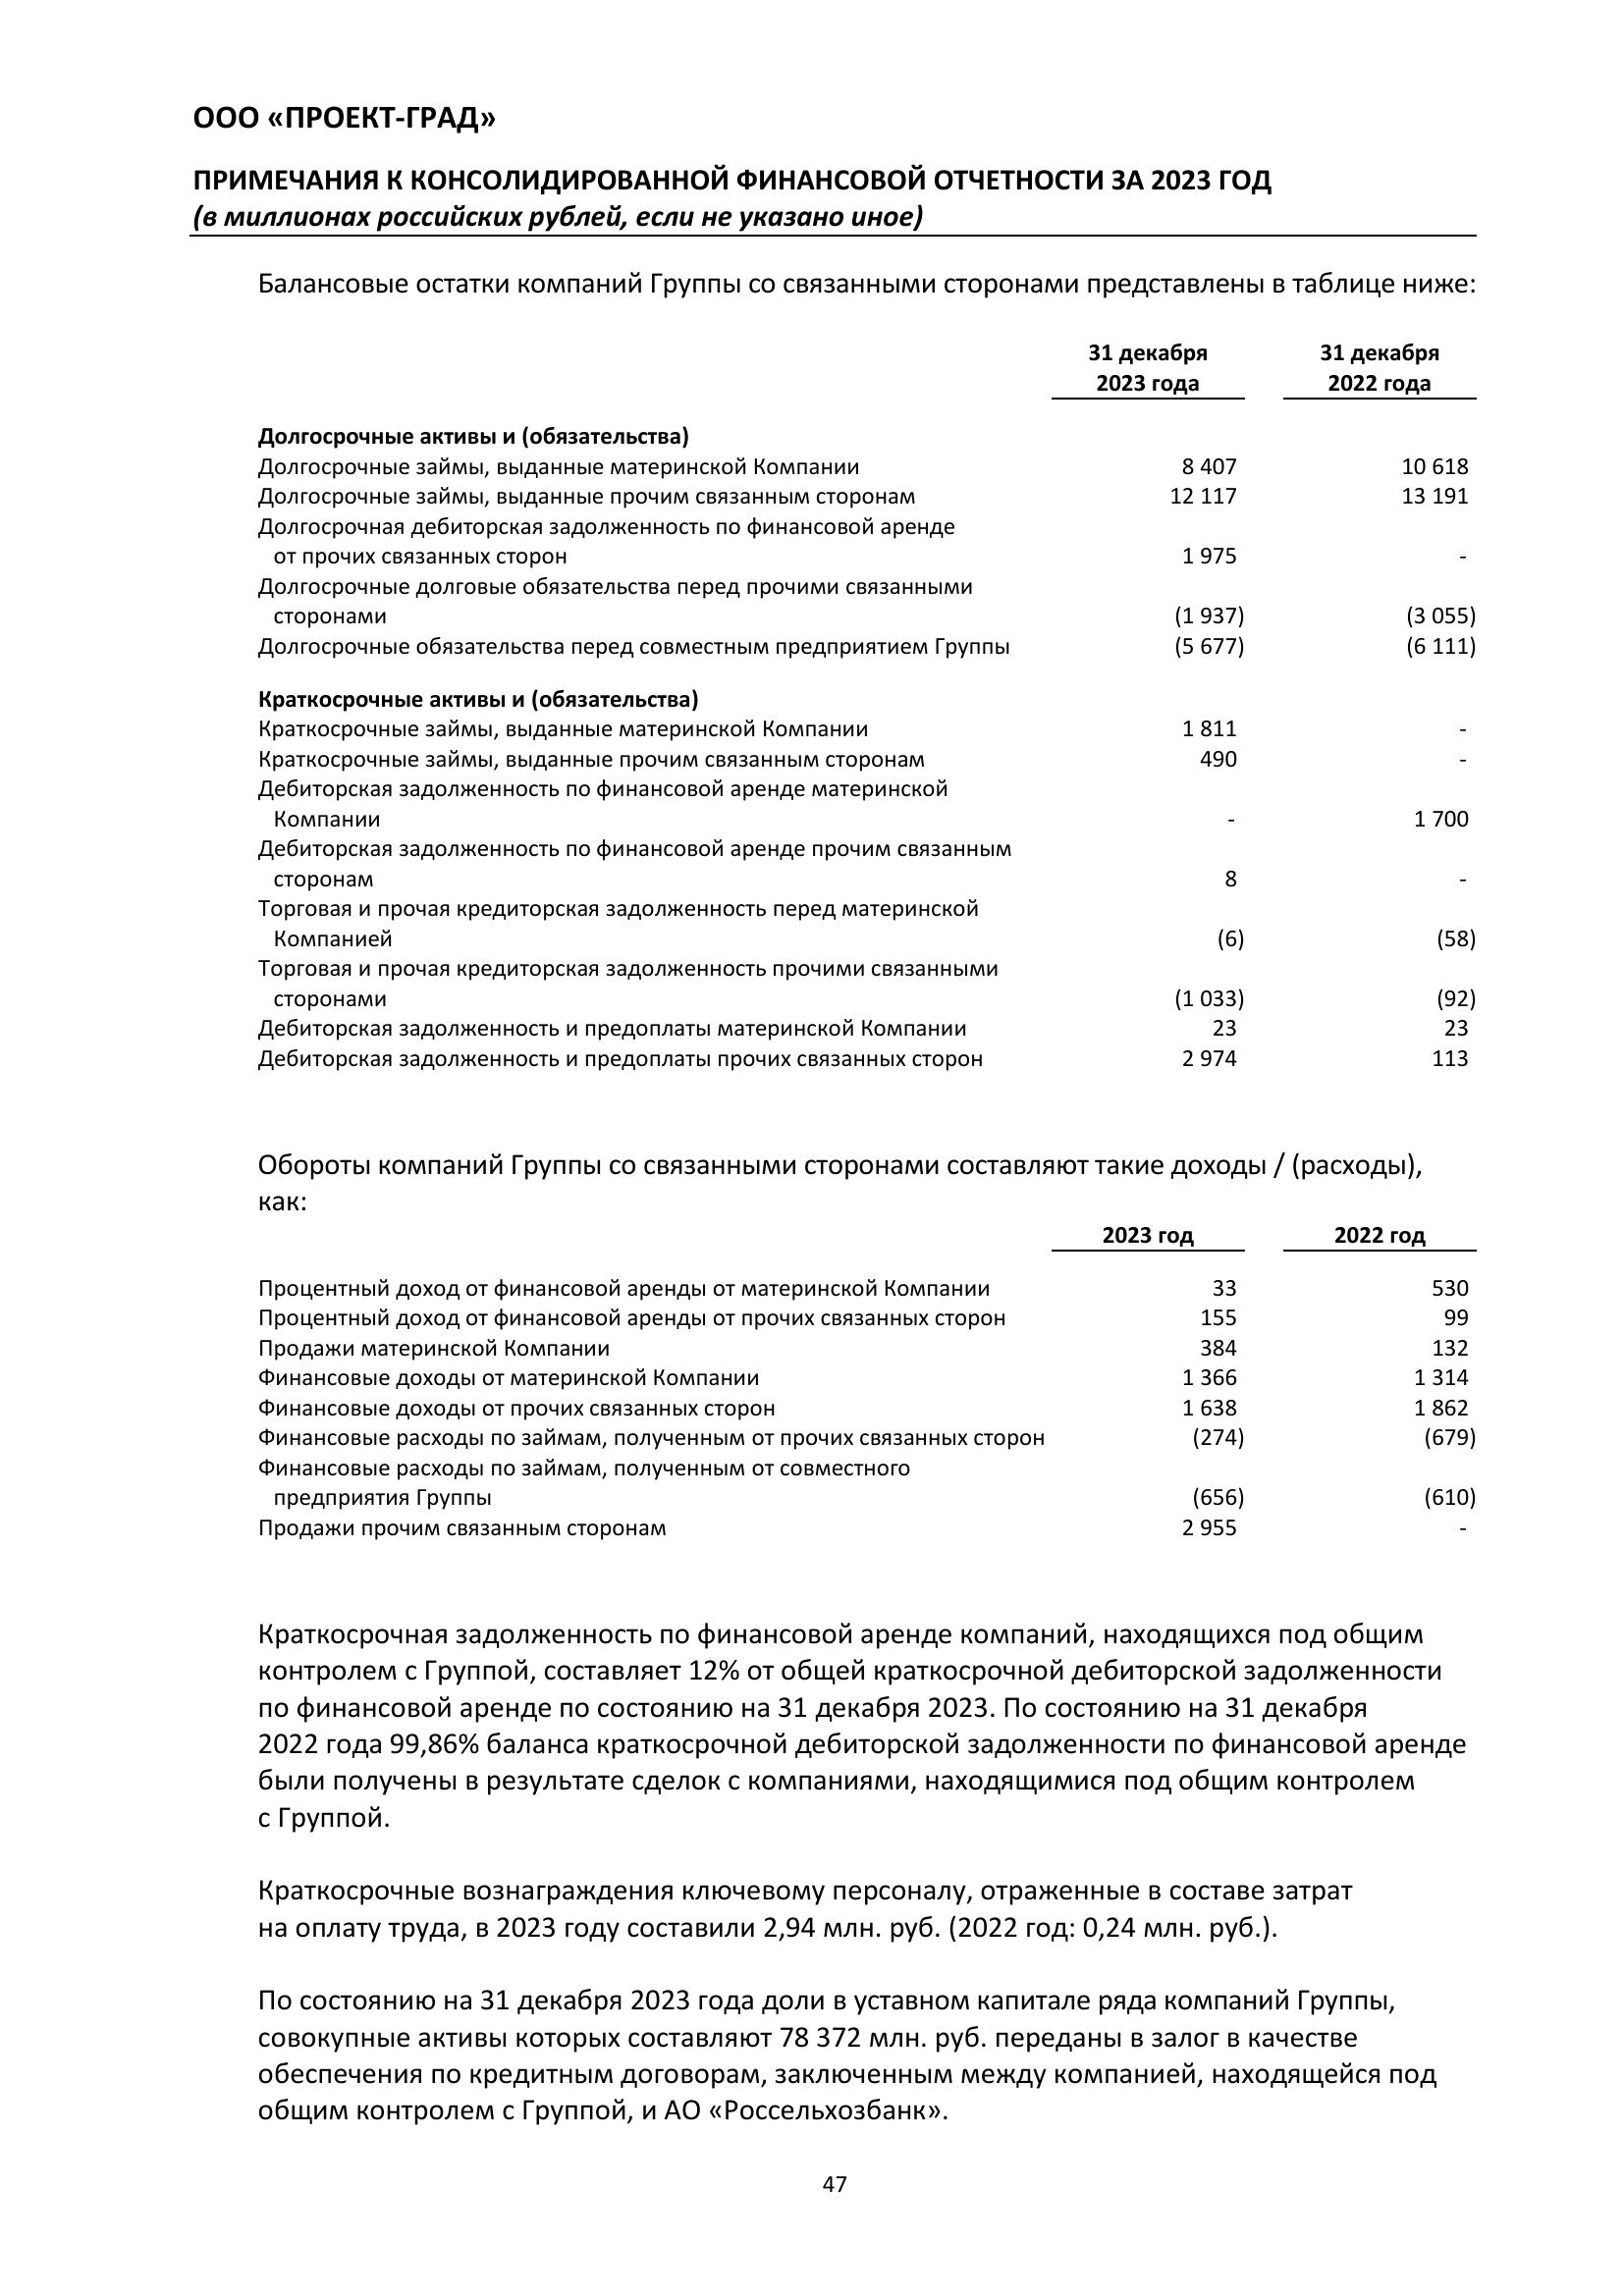 ООО «ПРОЕКТ-ГРАД»
ПРИМЕЧАНИЯ К КОНСОЛИДИРОВАННОЙ ФИНАНСОВОЙ ОТЧЕТНОСТИ ЗА 2023 ГОД
(в миллионах российских рублей, если не указано иное)
Балансовые остатки компаний Группы со связанными сторонами представлены в таблице ниже:
31 декабря 31 декабря
2023 года 2022 года
Долгосрочные активы и (обязательства)
Долгосрочные займы, выданные материнской Компании 8 407 10 618
Долгосрочные займы, выданные прочим связанным сторонам 12 117 13 191
Долгосрочная дебиторская задолженность по финансовой аренде
от прочих связанных сторон 1 975 -
Долгосрочные долговые обязательства перед прочими связанными
сторонами (1 937) (3 055)
Долгосрочные обязательства перед совместным предприятием Группы (5 677) (6 111)
Краткосрочные активы и (обязательства)
Краткосрочные займы, выданные материнской Компании 1 811 -
Краткосрочные займы, выданные прочим связанным сторонам 490 -
Дебиторская задолженность по финансовой аренде материнской
Компании - 1 700
Дебиторская задолженность по финансовой аренде прочим связанным
сторонам 8 -
Торговая и прочая кредиторская задолженность перед материнской
Компанией (6) (58)
Торговая и прочая кредиторская задолженность прочими связанными
сторонами (1 033) (92)
Дебиторская задолженность и предоплаты материнской Компании 23 23
Дебиторская задолженность и предоплаты прочих связанных сторон 2 974 113
Обороты компаний Группы со связанными сторонами составляют такие доходы / (расходы),
как:
2023 год 2022 год
Процентный доход от финансовой аренды от материнской Компании 33 530
Процентный доход от финансовой аренды от прочих связанных сторон 155 99
Продажи материнской Компании 384 132
Финансовые доходы от материнской Компании 1 366 1 314
Финансовые доходы от прочих связанных сторон 1 638 1 862
Финансовые расходы по займам, полученным от прочих связанных сторон (274) (679)
Финансовые расходы по займам, полученным от совместного
предприятия Группы (656) (610)
Продажи прочим связанным сторонам 2 955 -
Краткосрочная задолженность по финансовой аренде компаний, находящихся под общим
контролем с Группой, составляет 12% от общей краткосрочной дебиторской задолженности
по финансовой аренде по состоянию на 31 декабря 2023. По состоянию на 31 декабря
2022 года 99,86% баланса краткосрочной дебиторской задолженности по финансовой аренде
были получены в результате сделок с компаниями, находящимися под общим контролем
с Группой.
Краткосрочные вознаграждения ключевому персоналу, отраженные в составе затрат
на оплату труда, в 2023 году составили 2,94 млн. руб. (2022 год: 0,24 млн. руб.).
По состоянию на 31 декабря 2023 года доли в уставном капитале ряда компаний Группы,
совокупные активы которых составляют 78 372 млн. руб. переданы в залог в качестве
обеспечения по кредитным договорам, заключенным между компанией, находящейся под
общим контролем с Группой, и АО «Россельхозбанк».
47